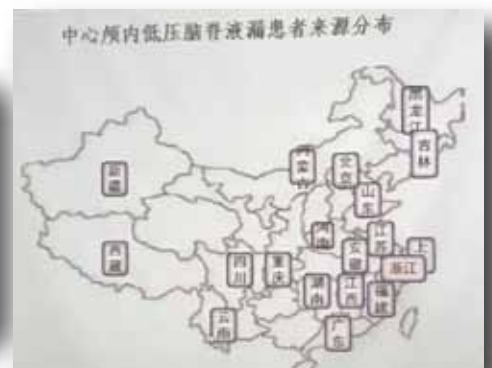 中心颅内低压脑脊液漏患者来源分布
黑龙江
吉林
内蒙古
北京
新疆
山东
河南
江苏
上
安徽
浙江
西藏
四川
重庆
湖南
江西
福建
云南
广东